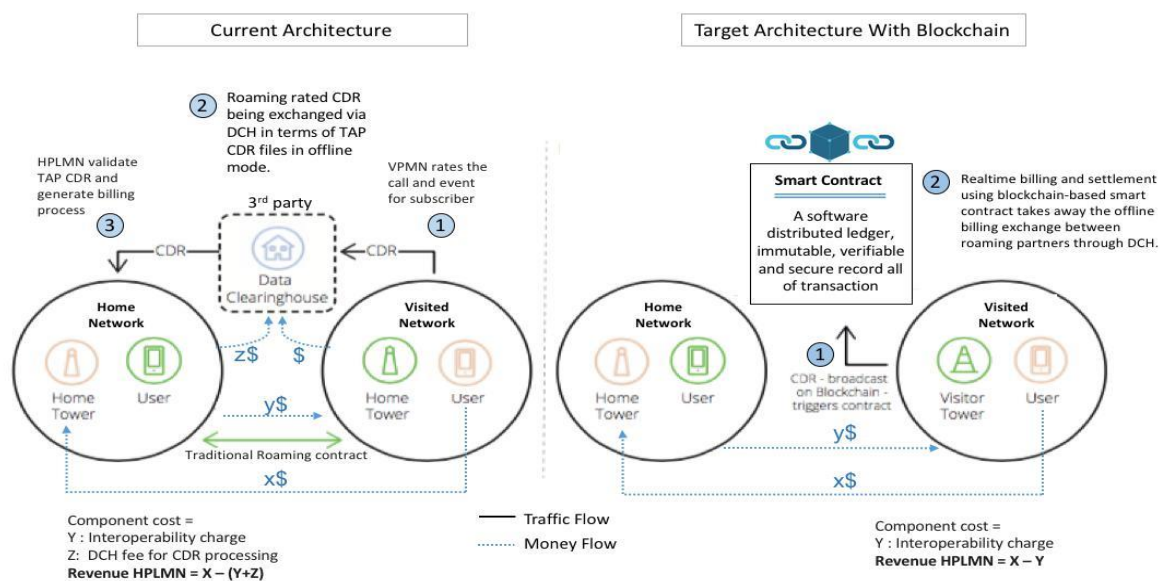 Current Architecture
Target Architecture With Blockchain
2
Roaming rated CDR
being exchanged via
DCH in terms of TAP
CDR files in offline
mode.
HPLMN validate
TAP CDR and
generate billing
process
3
VPMN rates the
call and event
for subscriber
1
3rd party
CDR
CDR
Data
Clearinghouse
Home
Network
Home
Tower
User
Visited
Network
Home
Tower
User
z$
$
y$
Traditional Roaming contract
x$
Component cost =
Y : Interoperability charge
Z: DCH fee for CDR processing
Revenue HPLMN = X – (Y+Z)
Traffic Flow
Money Flow
Smart Contract
A software
distributed ledger,
immutable, verifiable
and secure record all
of transaction
2
Realtime billing and settlement
using blockchain-based smart
contract takes away the offline
billing exchange between
roaming partners through DCH.
Home
Network
Home
Tower
User
1
CDR - broadcast
on Blockchain -
triggers contract
Visited
Network
Visitor
Tower
User
y$
x$
Component cost =
Y : Interoperability charge
Revenue HPLMN = X – Y